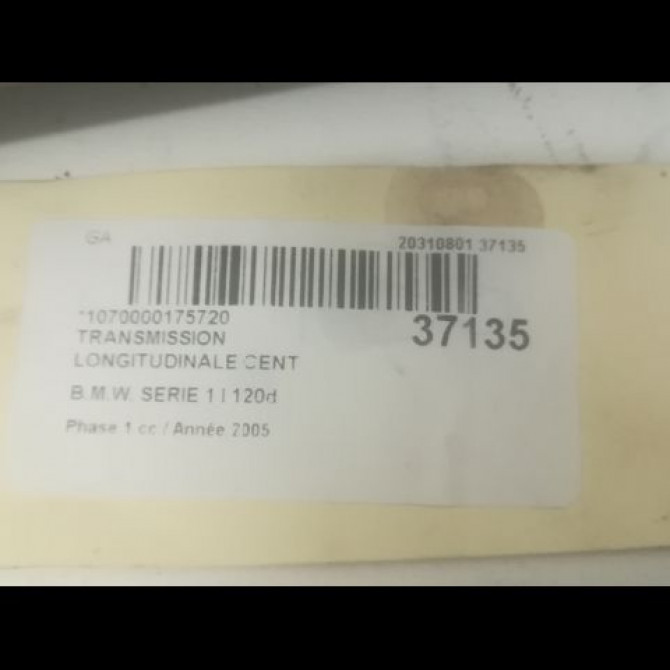 GA 20310801 37135
*1070000175720
37135
TRANSMISSION
LONGITUDINALE CENT
B.M.W. SERIE 1 I 120d
Phase 1 cc / Année 2005